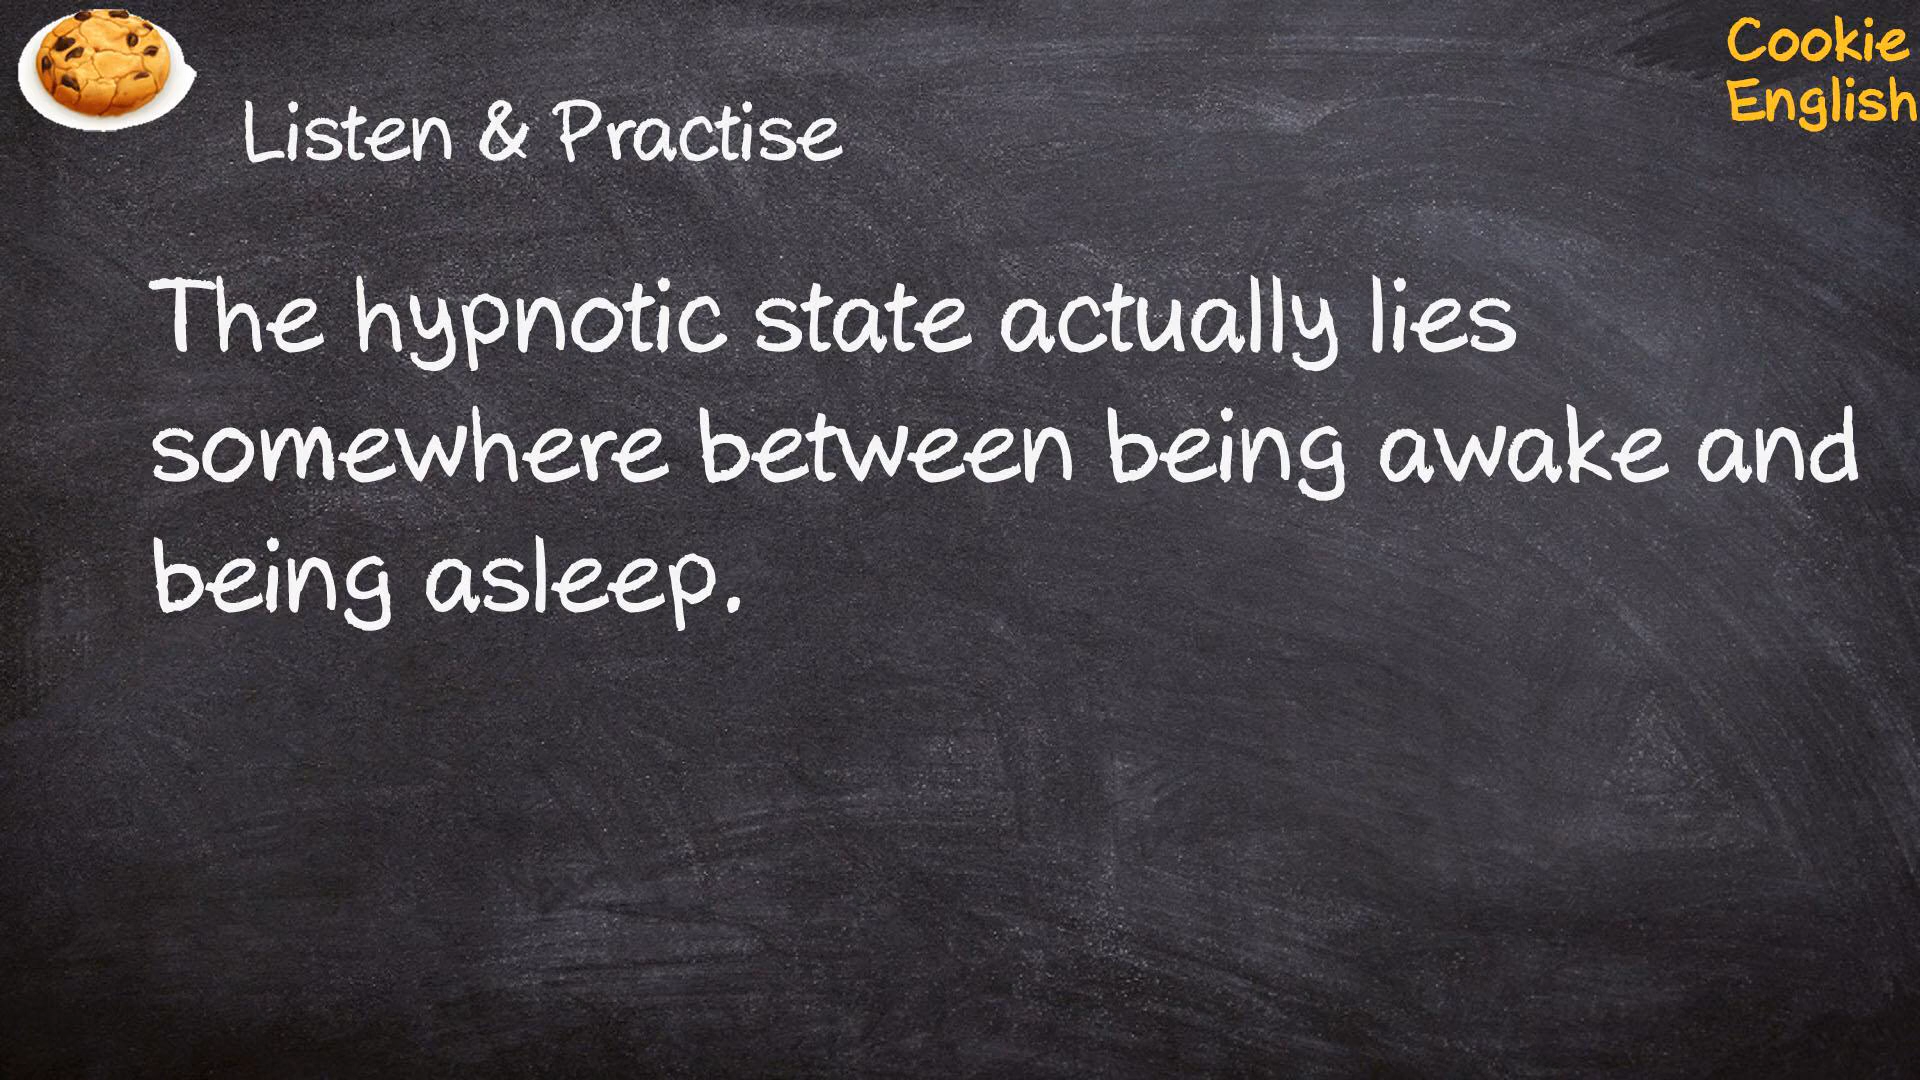 Cookie
English
Listen & Practise
The hypnotic state actually lies
somewhere between being awake and
being asleep.